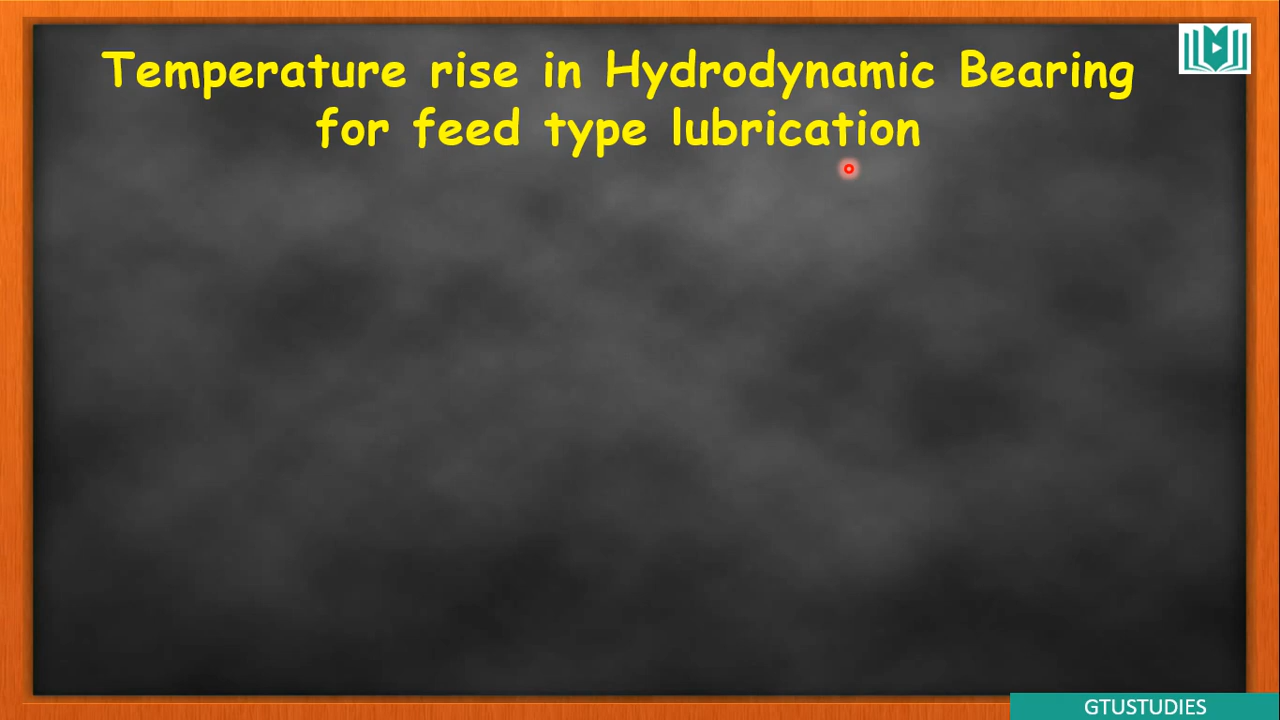 Temperature rise in Hydrodynamic Bearing
for feed type lubrication
GTUSTUDIES